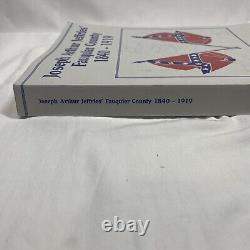 Joseph Arthur Jeffries'
Fauquier County
1840 - 1919
Joseph Arthur Jeffries' Fauquier County 1840 - 1919